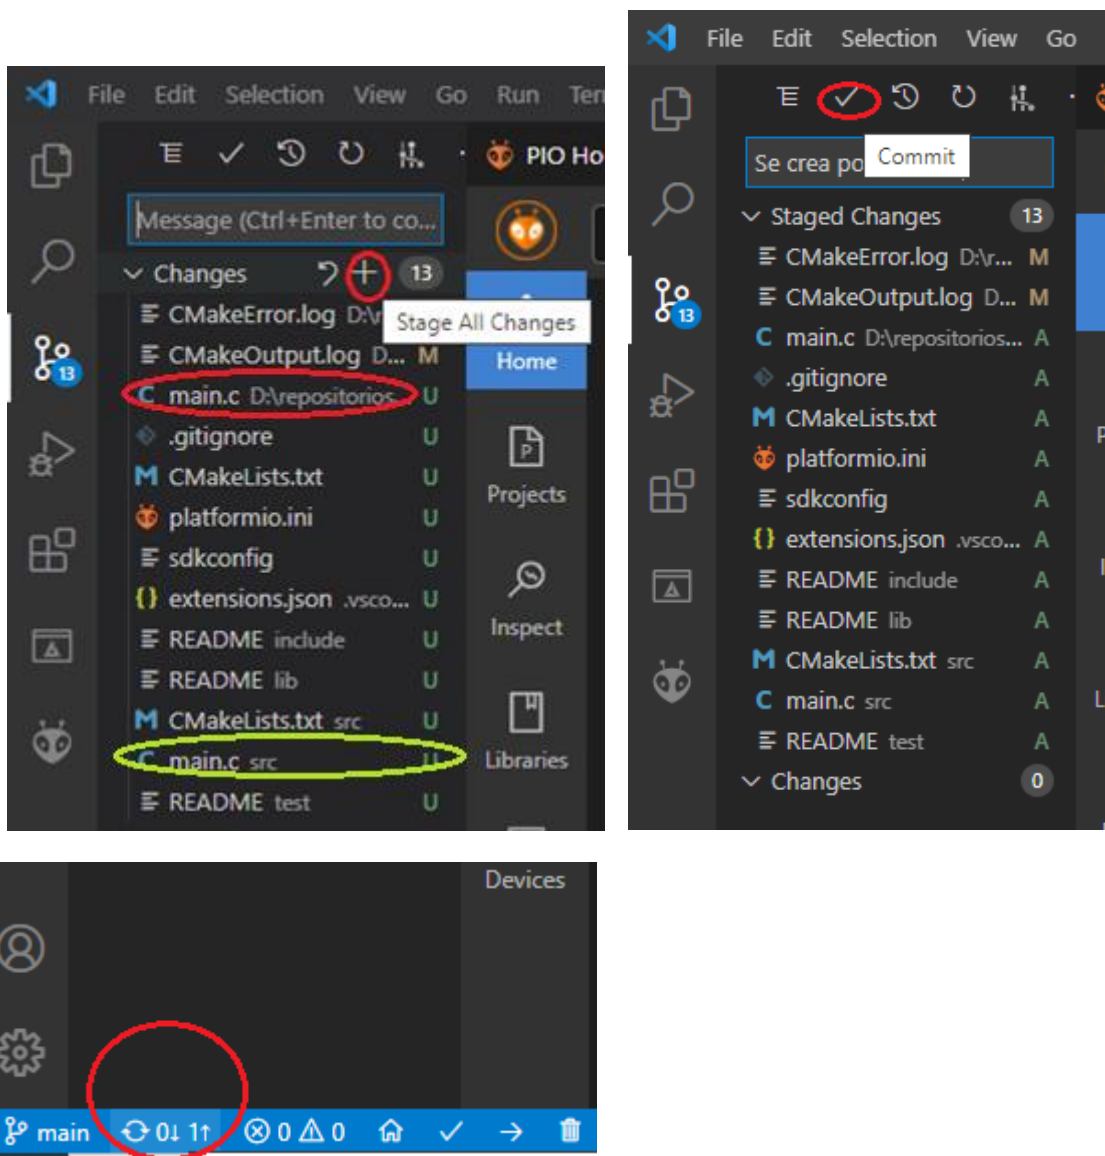 File Edit Selection View Go Run
PIO Ho
Message (Ctrl+Enter to co...
Changes 13
CMakeError.log D:\r
Stage All Changes
CMakeOutput.log D... M
Home
main.c D:\repositorios... U
.gitignore U
CMakeLists.txt U
Projects
platformio.ini U
sdkconfig U
extensions.json .vsco... U
Inspect
README include U
README lib U
CMakeLists.txt src U
main.c src U
Libraries
README test U
13
File Edit Selection View Go
Se crea po
Commit
Staged Changes 13
CMakeError.log D:\r... M
CMakeOutput.log D... M
main.c D:\repositorios... A
.gitignore A
CMakeLists.txt A
platformio.ini A
sdkconfig A
extensions.json .vsco... A
README include A
README lib A
CMakeLists.txt src A
main.c src A
README test A
Changes 0
13
Devices
main 0↓ 1↑ 0 0